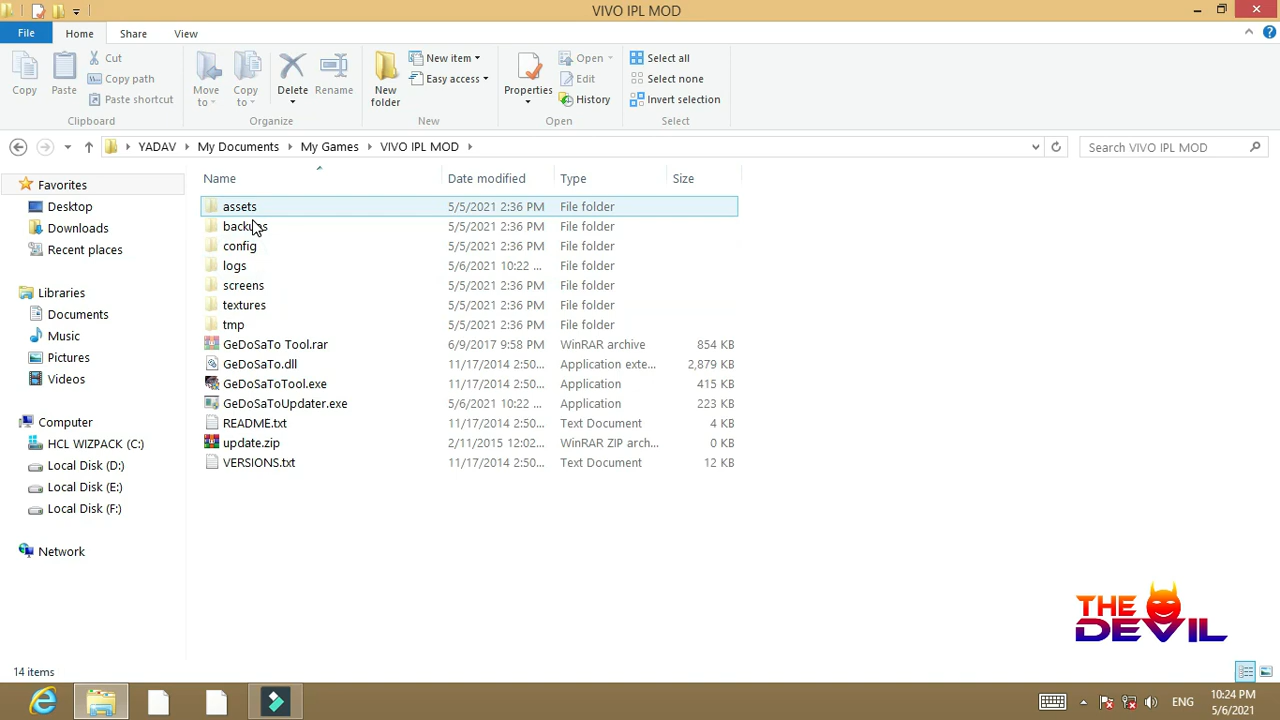 VIVO IPL MOD
File Home Share View
Copy
Paste
Cut
Copy path
Paste shortcut
Clipboard
Move to
Copy to
Delete
Rename
Organize
New folder
New item
Easy access
New
Properties
Open
Edit
History
Open
Select all
Select none
Invert selection
Select
YADAV My Documents My Games VIVO IPL MOD
Search VIVO IPL MOD
Favorites
Desktop
Downloads
Recent places
Libraries
Documents
Music
Pictures
Videos
Computer
HCL WIZPACK (C:)
Local Disk (D:)
Local Disk (E:)
Local Disk (F:)
Network
Name Date modified Type Size
assets 5/5/2021 2:36 PM File folder
5/5/2021 2:36 PM File folder
config 5/5/2021 2:36 PM File folder
logs 5/6/2021 10:22 ... File folder
screens 5/5/2021 2:36 PM File folder
textures 5/5/2021 2:36 PM File folder
tmp 5/5/2021 2:36 PM File folder
GeDoSaTo Tool.rar 6/9/2017 9:58 PM WinRAR archive 854 KB
GeDoSaTo.dll 11/17/2014 2:50... Application exte... 2,879 KB
GeDoSaToTool.exe 11/17/2014 2:50... Application 415 KB
GeDoSaToUpdater.exe 5/6/2021 10:22 ... Application 223 KB
README.txt 11/17/2014 2:50... Text Document 4 KB
update.zip 2/11/2015 12:02... WinRAR ZIP arch... 0 KB
VERSIONS.txt 11/17/2014 2:50... Text Document 12 KB
THE
DEVIL
14 items
ENG
10:24 PM
5/6/2021